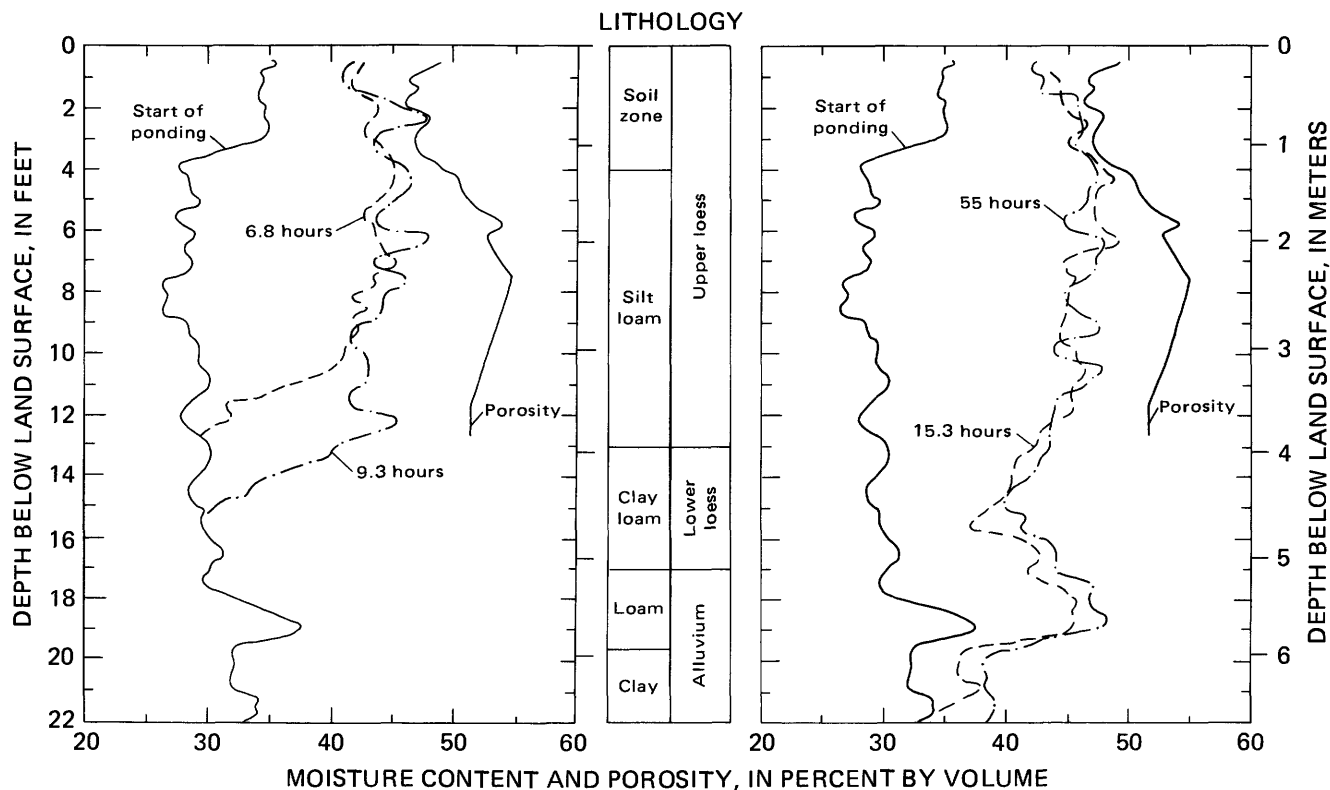 LITHOLOGY
DEPTH BELOW LAND SURFACE, IN FEET
0
2
4
6
8
10
12
14
16
18
20
22
20
30
40
50
60
Start of
ponding
6.8 hours
9.3 hours
Porosity
Soil
zone
Silt
loam
Clay
loam
Loam
Clay
Upper loess
Lower
loess
Alluvium
Start of
ponding
55 hours
15.3 hours
Porosity
20
30
40
50
60
0
1
2
3
4
5
6
DEPTH BELOW LAND SURFACE, IN METERS
MOISTURE CONTENT AND POROSITY, IN PERCENT BY VOLUME